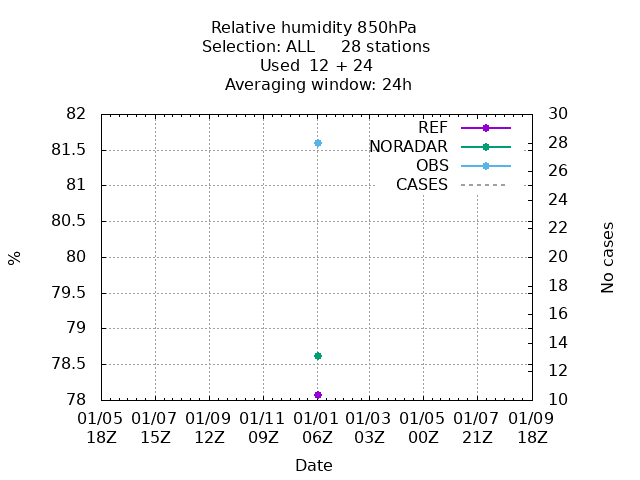 Relative humidity 850hPa
Selection: ALL 28 stations
Used 12 + 24
Averaging window: 24h
82 30
REF
81.5 28
NORADAR
OBS 26
81 CASES
24
80.5
22
80 20
% No cases
79.5 18
16
79
14
78.5
12
78 10
01/05 01/07 01/09 01/11 01/01 01/03 01/05 01/07 01/09
18Z 15Z 12Z 09Z 06Z 03Z 00Z 21Z 18Z
Date